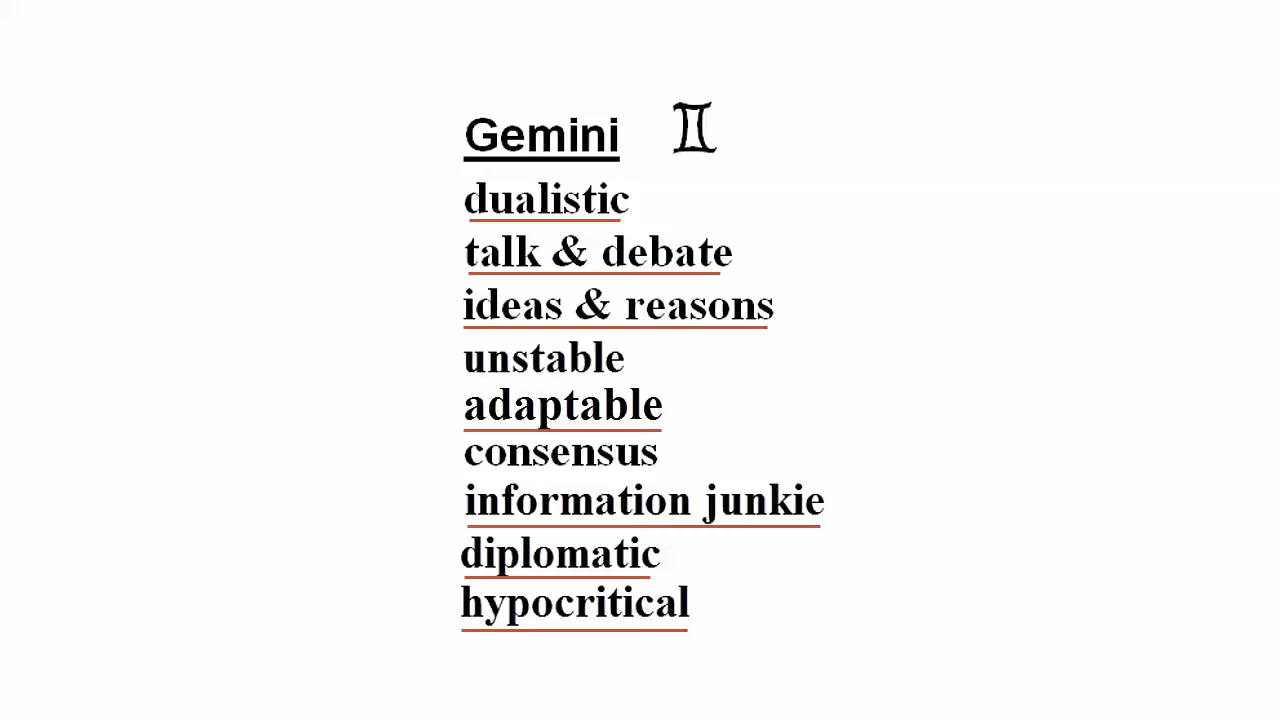 Gemini ♊
dualistic
talk & debate
ideas & reasons
unstable
adaptable
consensus
information junkie
diplomatic
hypocritical